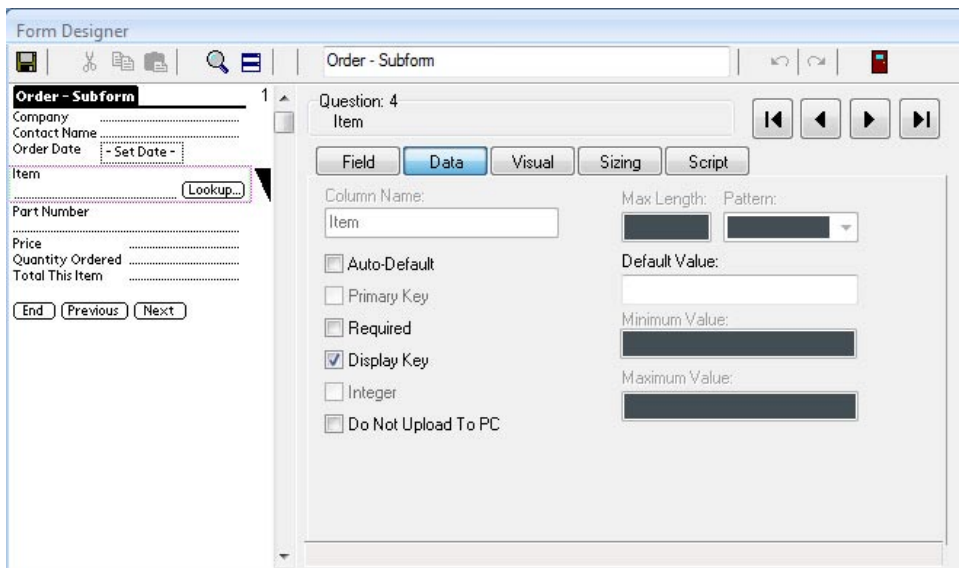 Form Designer
Order - Subform
Order - Subform 1
Company
Contact Name
Order Date - Set Date -
Item
Lookup...
Part Number
Price
Quantity Ordered
Total This Item
End Previous Next
Question: 4
Item
Field Data Visual Sizing Script
Column Name:
Item
Max Length: Pattern:
Auto-Default
Default Value:
Primary Key
Required
Minimum Value:
Display Key
Integer
Maximum Value:
Do Not Upload To PC